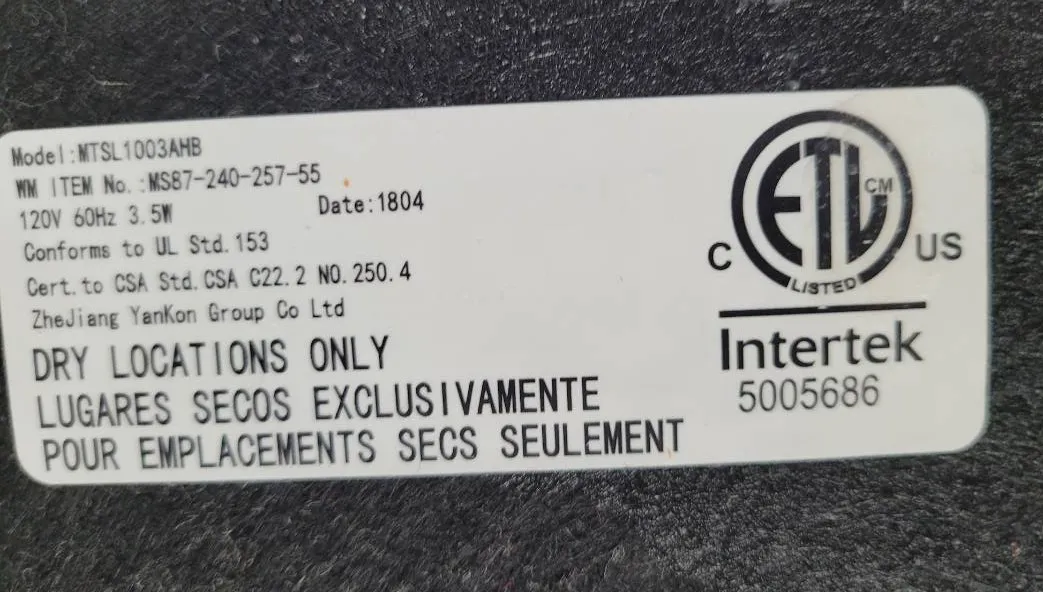 Model:MTSL1003AHB
WM ITEM No.:MS87-240-257-55
120V 60Hz 3.5W Date:1804
Conforms to UL Std.153
Cert.to CSA Std.CSA C22.2 NO.250.4
ZheJiang YanKon Group Co Ltd
DRY LOCATIONS ONLY
LUGARES SECOS EXCLUSIVAMENTE
POUR EMPLACEMENTS SECS SEULEMENT
ETL CM
C US
LISTED
Intertek
5005686